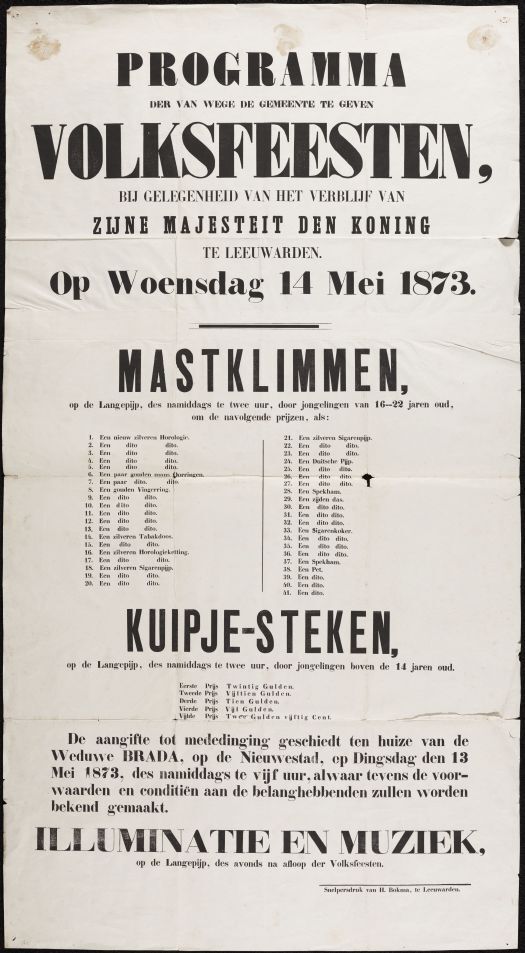 PROGRAMMA
DER VAN WEGE DE GEMEENTE TE GEVEN
VOLKSFEESTEN,
BIJ GELEGENHEID VAN HET VERBLIJF VAN
ZIJNE MAJESTEIT DEN KONING
TE LEEUWARDEN.
Op Woensdag 14 Mei 1873.
MASTKLIMMEN,
op de Langepijp, des namiddags te twee uur, door jongelingen van 16—22 jaren oud,
om de navolgende prijzen, als:
1. Een nieuw zilveren Horologie.
2. Een dito dito.
3. Een dito dito.
4. Een dito dito.
5. Een dito dito.
6. Een paar gouden mans Oorringen.
7. Een paar dito. dito.
8. Een gouden Vingerring.
9. Een dito dito.
10. Een dito dito.
11. Een dito dito.
12. Een dito dito.
13. Een dito dito.
14. Een zilveren Tabakdoos.
15. Een dito dito.
16. Een zilveren Horologieketting.
17. Een dito dito.
18. Een zilveren Sigarenpijp.
19. Een dito dito.
20. Een dito dito.
21. Een zilveren Sigarenpijp.
22. Een dito dito.
23. Een dito dito.
24. Een Duitsche Pijp.
25. Een dito dito.
26. Een dito dito.
27. Een dito dito.
28. Een Spekham.
29. Een zijden das.
30. Een dito dito.
31. Een dito dito.
32. Een dito dito.
33. Een Sigarenkoker.
34. Een dito dito.
35. Een dito dito.
36. Een dito dito.
37. Een Spekham.
38. Een Pet.
39. Een dito.
40. Een dito.
41. Een dito.
KUIPJE-STEKEN,
op de Langepijp, des namiddags te twee uur, door jongelingen boven de 14 jaren oud.
Eerste Prijs Twintig Gulden.
Tweede Prijs Vijftien Gulden.
Derde Prijs Tien Gulden.
Vierde Prijs Vijf Gulden.
Vijfde Prijs Twee Gulden vijftig Cent.
De aangifte tot mededinging geschiedt ten huize van de
Weduwe BRADA, op de Nieuwestad, op Dingsdag den 13
Mei 1873, des namiddags te vijf uur, alwaar tevens de voor-
waarden en conditiën aan de belanghebbenden zullen worden
bekend gemaakt.
ILLUMINATIE EN MUZIEK,
op de Langepijp, des avonds na afloop der Volksfeesten.
Snelpersdruk van H. Bokma, te Leeuwarden.